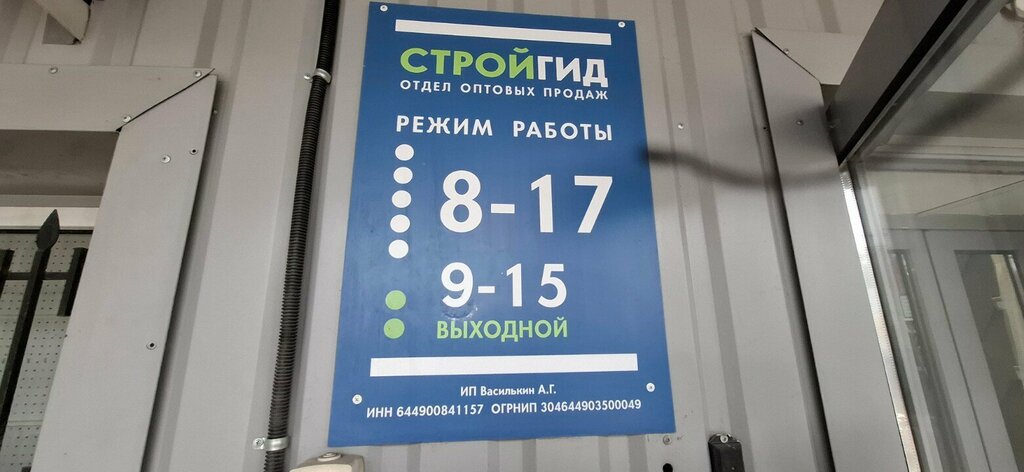 СТРОЙГИД
ОТДЕЛ ОПТОВЫХ ПРОДАЖ
РЕЖИМ РАБОТЫ
8-17
9-15
ВЫХОДНОЙ
ИП Василькин А.Г.
ИНН 644900841157 ОГРНИП 304644903500049